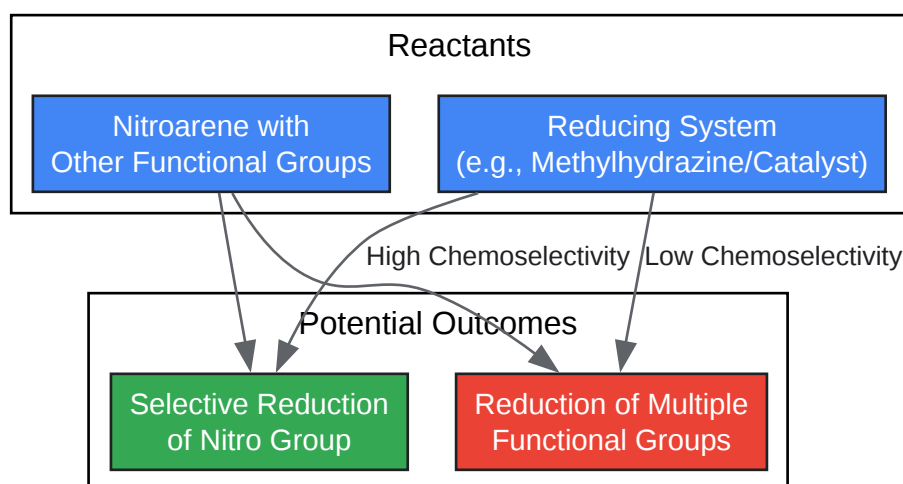 Reactants
Nitroarene with
Other Functional Groups
Reducing System
(e.g., Methylhydrazine/Catalyst)
High Chemoselectivity
Low Chemoselectivity
Potential Outcomes
Selective Reduction
of Nitro Group
Reduction of Multiple
Functional Groups